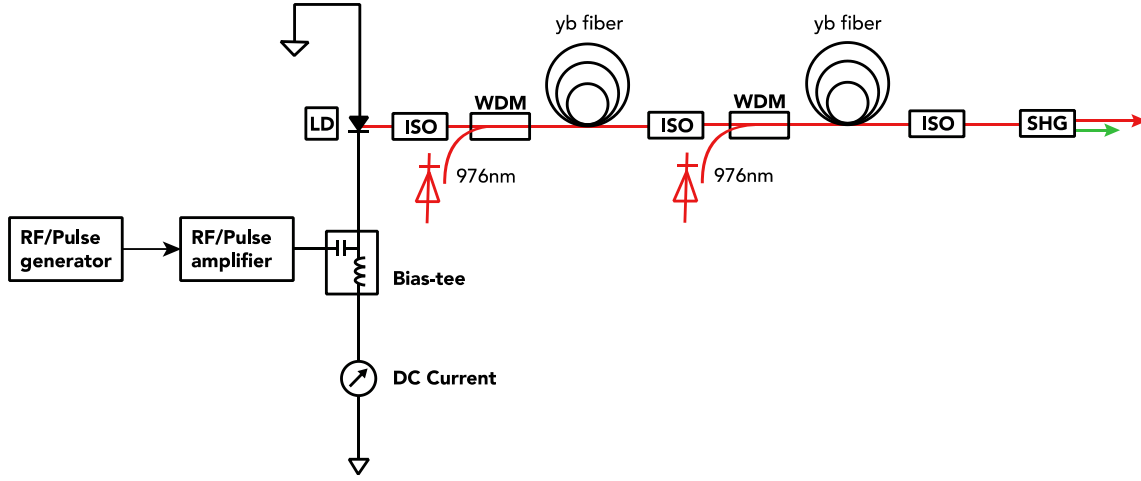 yb fiber
yb fiber
WDM
WDM
LD
ISO
ISO
ISO
SHG
976nm
976nm
RF/Pulse
generator
RF/Pulse
amplifier
Bias-tee
DC Current